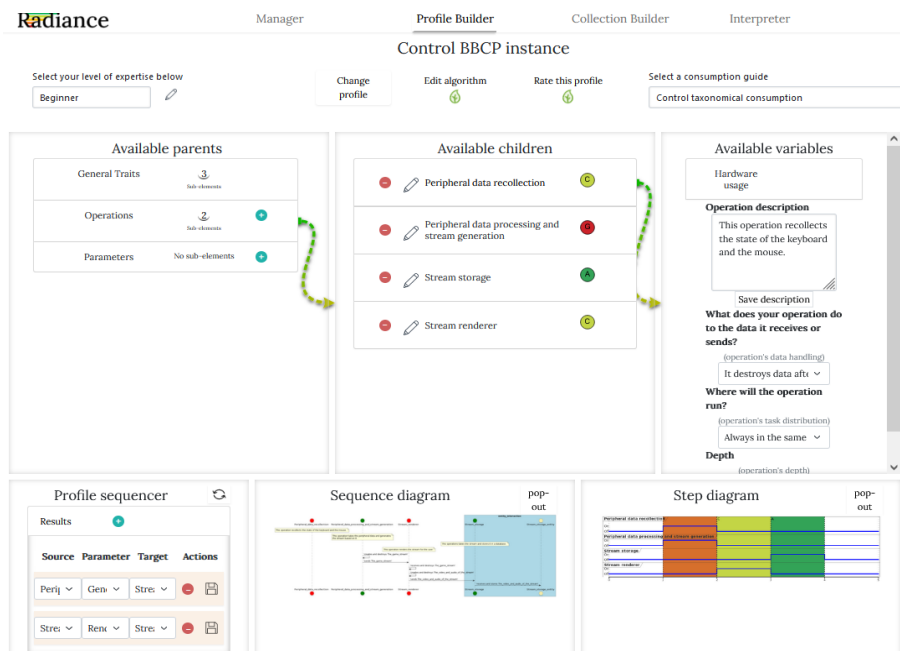 Radiance
Manager
Profile Builder
Collection Builder
Interpreter
Control BBCP instance
Select your level of expertise below
Beginner
Change
profile
Edit algorithm
Rate this profile
Select a consumption guide
Control taxonomical consumption
Available parents
General Traits
3
Sub-elements
Operations
2
Sub-elements
Parameters
No sub-elements
Available children
Peripheral data recollection
C
Peripheral data processing and
stream generation
G
Stream storage
A
Stream renderer
C
Available variables
Hardware
usage
Operation description
This operation recollects
the state of the keyboard
and the mouse.
Save description
What does your operation do
to the data it receives or
sends?
(operation's data handling)
It destroys data afte
Where will the operation
run?
(operation's task distribution)
Always in the same
Depth
(operation's depth)
Profile sequencer
Results
Source Parameter Target Actions
Perip Gene Strea
Strea Rend Strea
Sequence diagram
pop-
out
Step diagram
pop-
out
Peripheral data recollection
Peripheral data processing and stream generation
Stream storage
Stream renderer